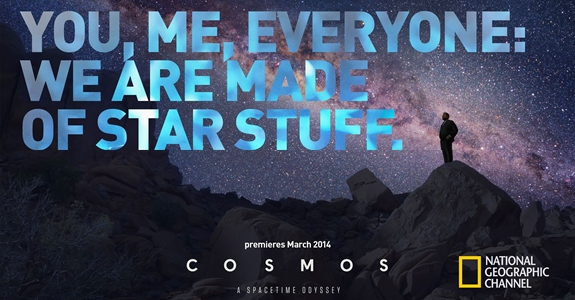 YOU, ME, EVERYONE:
WE ARE MADE
OF STAR STUFF.
premieres March 2014
COSMOS
A SPACETIME ODYSSEY
NATIONAL
GEOGRAPHIC
CHANNEL